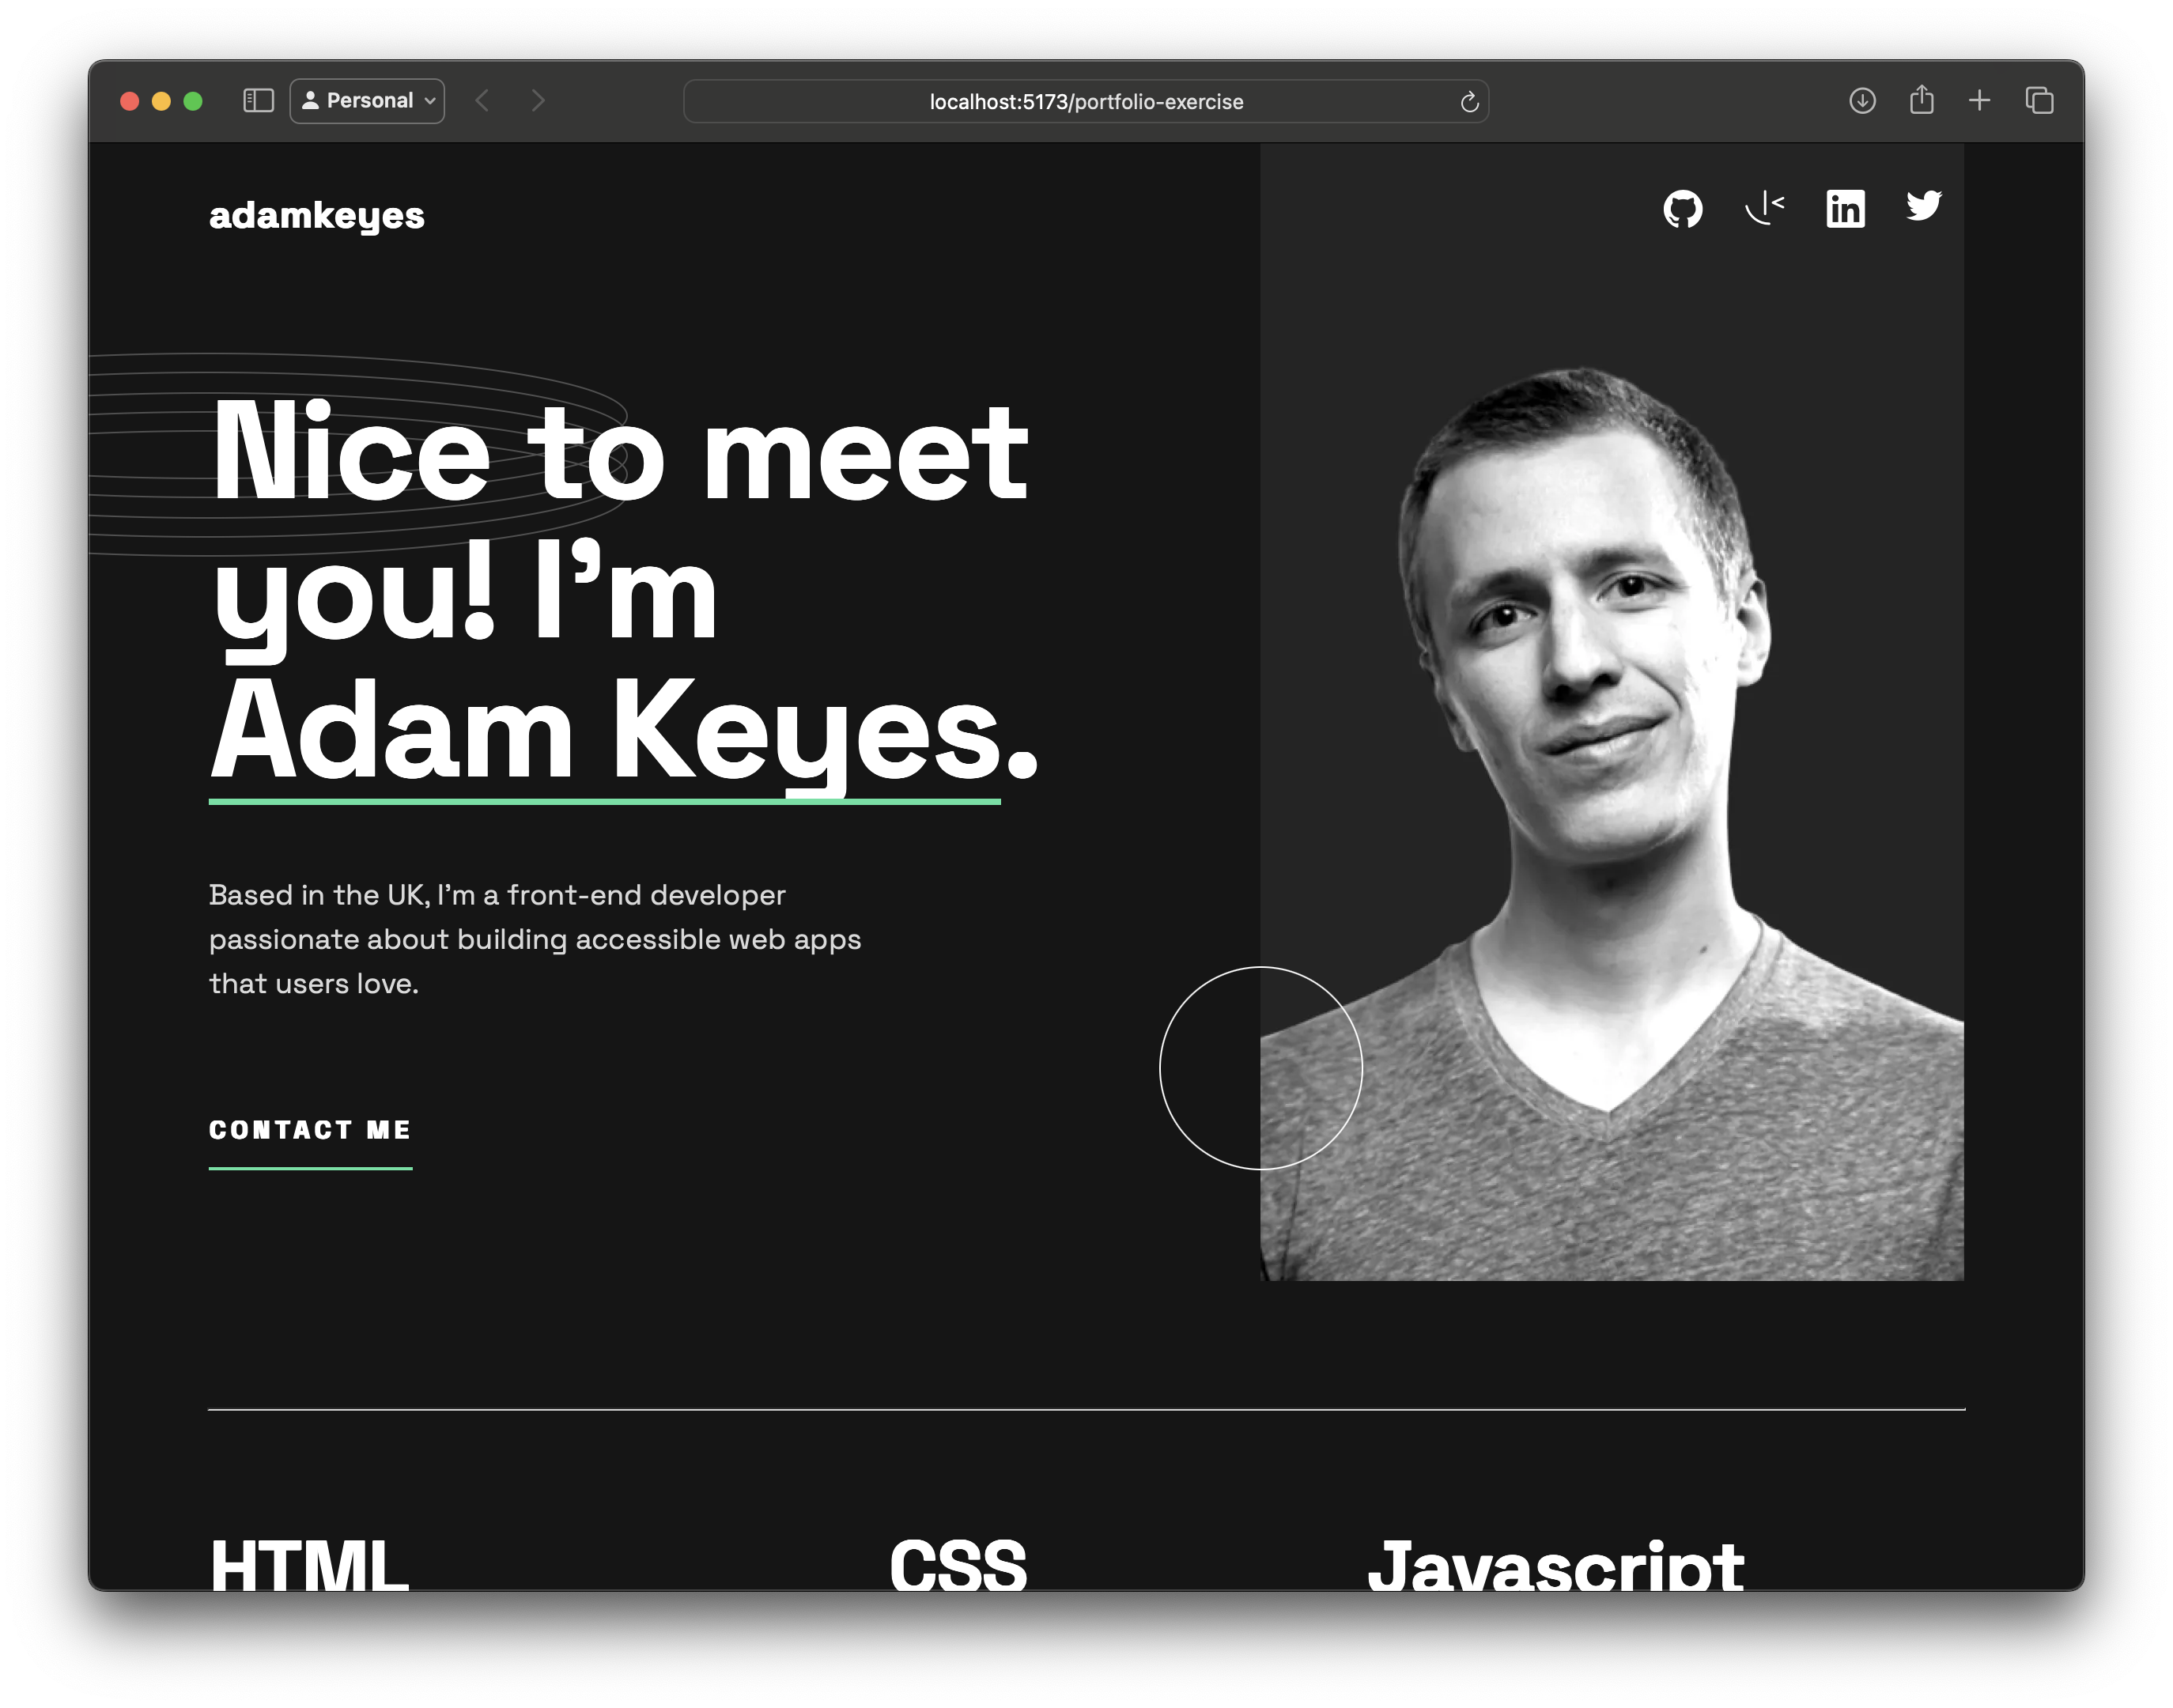 Personal
localhost:5173/portfolio-exercise
adamkeyes
in
Nice to meet
you! I’m
Adam Keyes.
Based in the UK, I’m a front-end developer
passionate about building accessible web apps
that users love.
CONTACT ME
HTML CSS Javascript